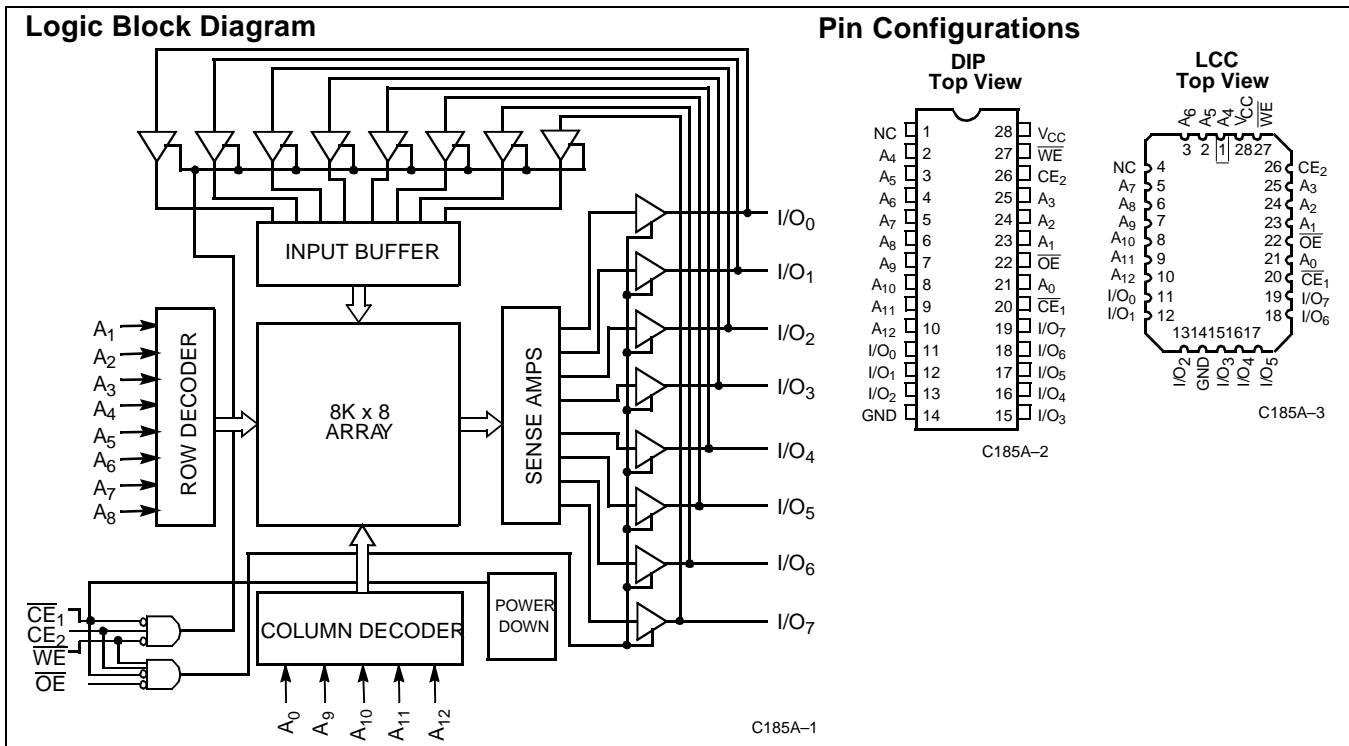 Logic Block Diagram
INPUT BUFFER
A1
A2
A3
A4
A5
A6
A7
A8
ROW DECODER
8K x 8
ARRAY
SENSE AMPS
I/O0
I/O1
I/O2
I/O3
I/O4
I/O5
I/O6
I/O7
CE1
CE2
WE
OE
COLUMN DECODER
POWER
DOWN
A0 A9 A10 A11 A12
C185A–1
Pin Configurations
DIP
Top View
NC 1 28 VCC
A4 2 27 WE
A5 3 26 CE2
A6 4 25 A3
A7 5 24 A2
A8 6 23 A1
A9 7 22 OE
A10 8 21 A0
A11 9 20 CE1
A12 10 19 I/O7
I/O0 11 18 I/O6
I/O1 12 17 I/O5
I/O2 13 16 I/O4
GND 14 15 I/O3
C185A–2
LCC
Top View
A6 A5 A4 VCC WE
3 2 1 28 27
NC 4 26 CE2
A7 5 25 A3
A8 6 24 A2
A9 7 23 A1
A10 8 22 OE
A11 9 21 A0
A12 10 20 CE1
I/O0 11 19 I/O7
I/O1 12 18 I/O6
13 14 15 16 17
I/O2 GND I/O3 I/O4 I/O5
C185A–3